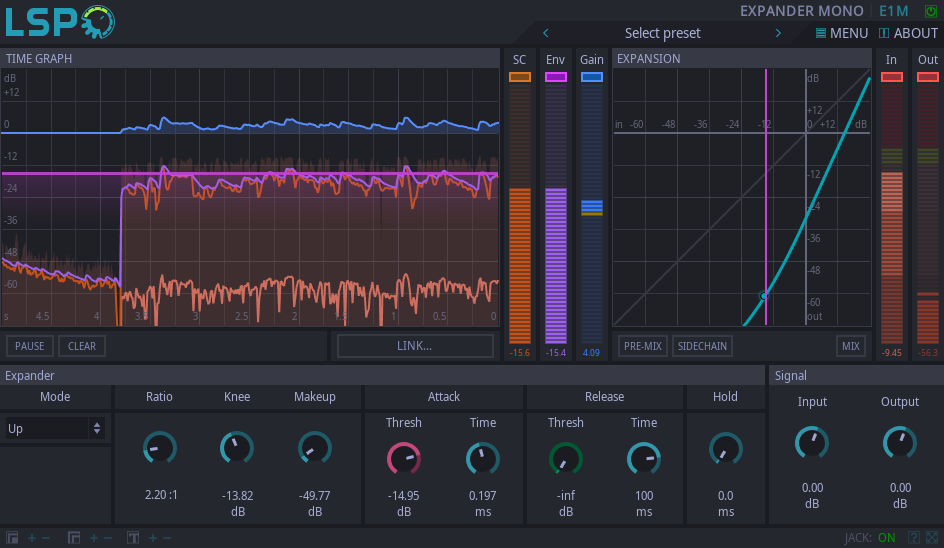 LSP
EXPANDER MONO E1M
Select preset
MENU ABOUT
TIME GRAPH
SC Env Gain
EXPANSION
In Out
dB
+12
0
-12
-24
-36
-48
-60
s 4.5 4 3.5 3 2.5 2 1.5 1 0.5 0
-15.6 -15.4 4.09
dB
+12
in -60 -48 -36 -24 -12 0 +12 dB
-12
-24
-36
-48
-60
out
-9.45 -56.3
PAUSE CLEAR
LINK...
PRE-MIX SIDECHAIN MIX
Expander
Signal
Mode Ratio Knee Makeup Attack Release Hold
Input Output
Thresh Time Thresh Time
Up
2.20 :1 -13.82 dB -49.77 dB -14.95 dB 0.197 ms -inf dB 100 ms 0.0 ms
0.00 dB 0.00 dB
JACK: ON